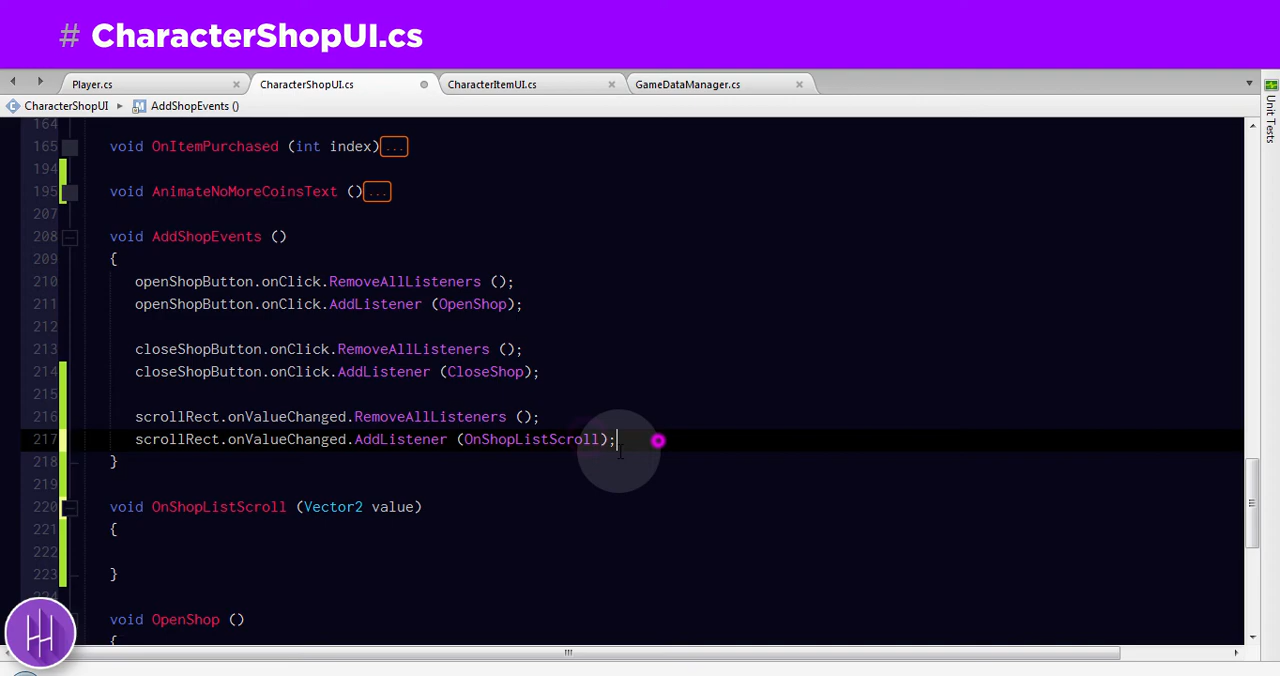 # CharacterShopUI.cs
Player.cs × CharacterShopUI.cs CharacterItemUI.cs × GameDataManager.cs ×
CharacterShopUI ▶ M AddShopEvents ()
Unit Tests
164
165 void OnItemPurchased (int index)...
194
195 void AnimateNoMoreCoinsText ()...
207
208 void AddShopEvents ()
209 {
210 openShopButton.onClick.RemoveAllListeners ();
211 openShopButton.onClick.AddListener (OpenShop);
212
213 closeShopButton.onClick.RemoveAllListeners ();
214 closeShopButton.onClick.AddListener (CloseShop);
215
216 scrollRect.onValueChanged.RemoveAllListeners ();
217 scrollRect.onValueChanged.AddListener (OnShopListScroll);
218 }
219
220 void OnShopListScroll (Vector2 value)
221 {
222
223 }
224
void OpenShop ()
{